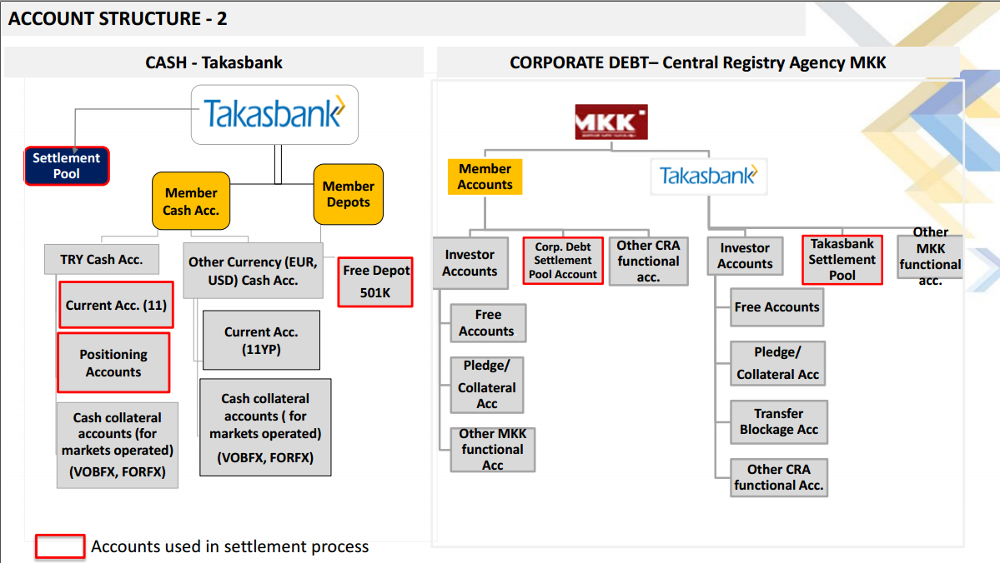 ACCOUNT STRUCTURE - 2
CASH - Takasbank
Takasbank
Settlement
Pool
Member
Cash Acc.
Member
Depots
TRY Cash Acc.
Other Currency (EUR,
USD) Cash Acc.
Free Depot
501K
Current Acc. (11)
Positioning
Accounts
Current Acc.
(11YP)
Cash collateral
accounts (for
markets operated)
(VOBFX, FORFX)
Cash collateral
accounts ( for
markets operated)
(VOBFX, FORFX)
Accounts used in settlement process
CORPORATE DEBT– Central Registry Agency MKK
MKK
Member
Accounts
Takasbank
Investor
Accounts
Corp. Debt
Settlement
Pool Account
Other CRA
functional
acc.
Free
Accounts
Pledge/
Collateral
Acc
Other MKK
functional
Acc
Investor
Accounts
Takasbank
Settlement
Pool
Other
MKK
functional
acc.
Free Accounts
Pledge/
Collateral Acc
Transfer
Blockage Acc
Other CRA
functional Acc.